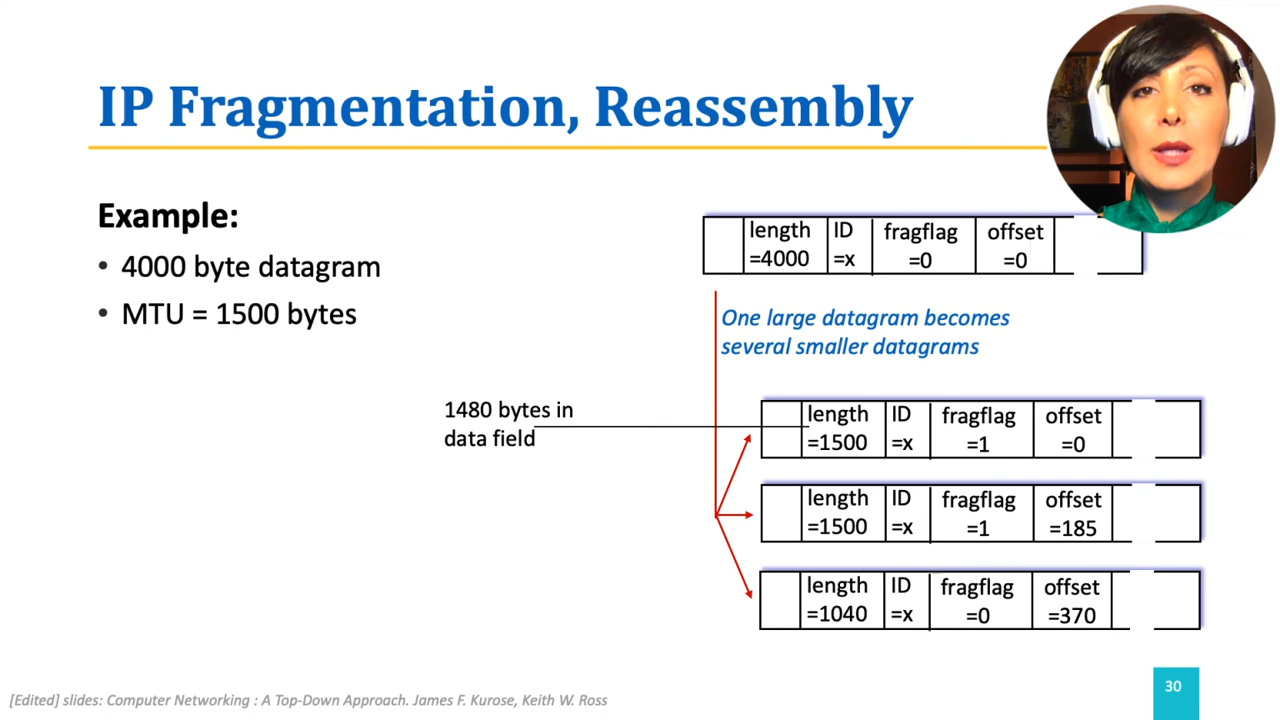 IP Fragmentation, Reassembly
Example:
• 4000 byte datagram
• MTU = 1500 bytes
length ID fragflag offset
=4000 =x =0 =0
One large datagram becomes
several smaller datagrams
1480 bytes in
data field
length ID fragflag offset
=1500 =x =1 =0
length ID fragflag offset
=1500 =x =1 =185
length ID fragflag offset
=1040 =x =0 =370
[Edited] slides: Computer Networking : A Top-Down Approach. James F. Kurose, Keith W. Ross
30